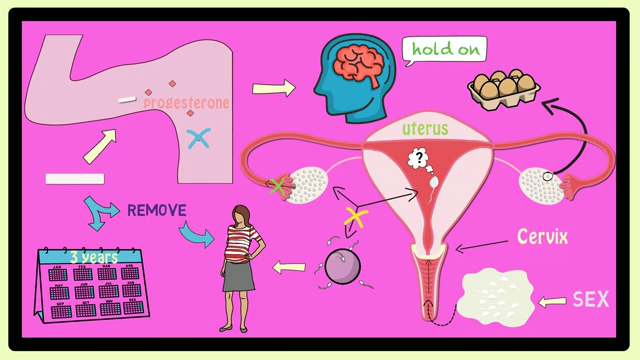 hold on
progesterone
uterus
?
REMOVE
3 years
Cervix
SEX